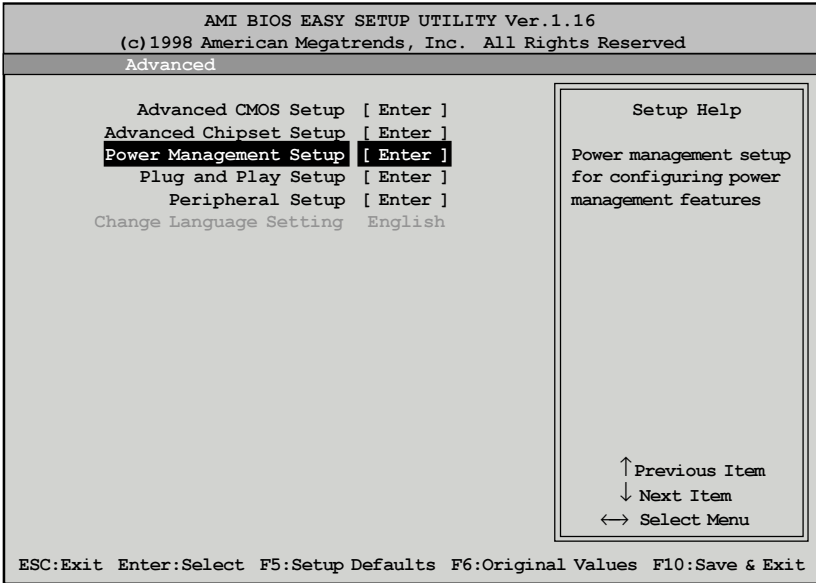 AMI BIOS EASY SETUP UTILITY Ver.1.16
(c)1998 American Megatrends, Inc. All Rights Reserved
Advanced
Advanced CMOS Setup [ Enter ]
Advanced Chipset Setup [ Enter ]
Power Management Setup [ Enter ]
Plug and Play Setup [ Enter ]
Peripheral Setup [ Enter ]
Change Language Setting English
Setup Help
Power management setup
for configuring power
management features
↑ Previous Item
↓ Next Item
↔ Select Menu
ESC:Exit Enter:Select F5:Setup Defaults F6:Original Values F10:Save & Exit